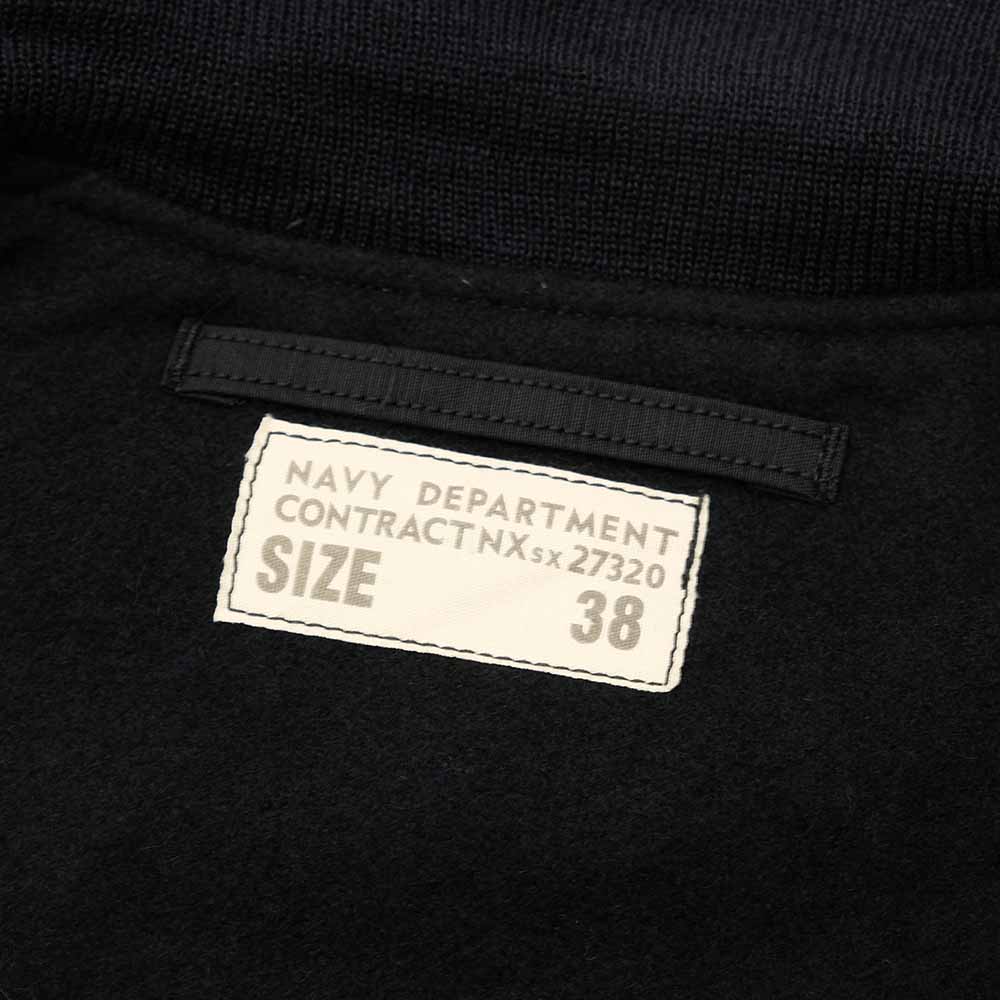 NAVY DEPARTMENT
CONTRACT NXsx 27320
SIZE 38